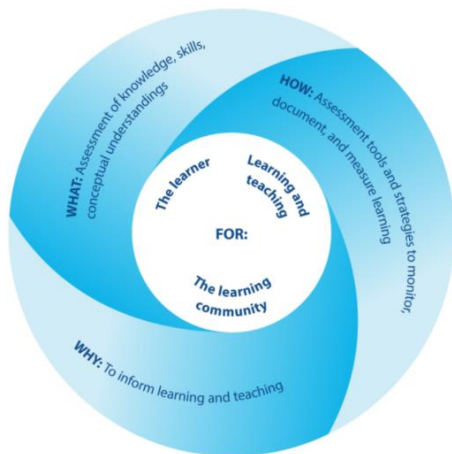 WHAT: Assessment of knowledge, skills,
conceptual understandings
HOW: Assessment tools and strategies to monitor,
document, and measure learning
WHY: To inform learning and teaching
The learner
Learning and
teaching
FOR:
The learning
community